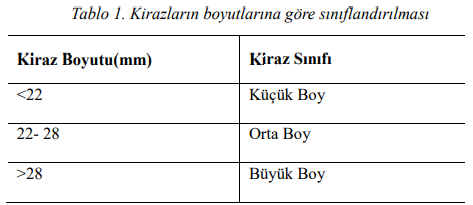 Tablo 1. Kirazların boyutlarına göre sınıflandırılması
Kiraz Boyutu(mm) Kiraz Sınıfı
<22 Küçük Boy
22- 28 Orta Boy
>28 Büyük Boy